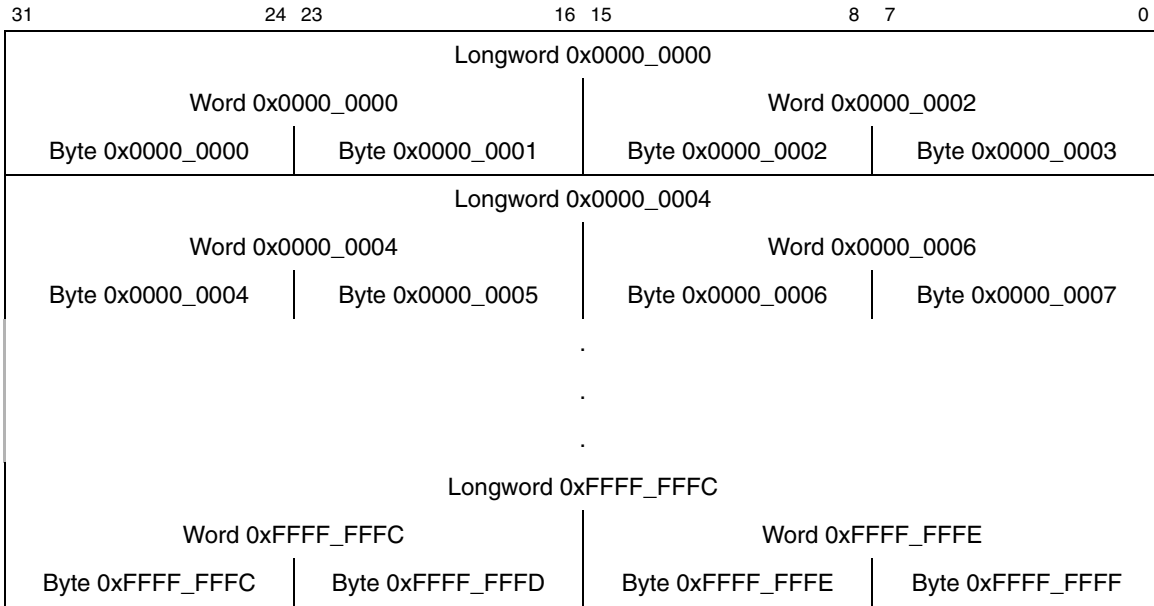 31 24 23 16 15 8 7 0
Longword 0x0000_0000
Word 0x0000_0000 Word 0x0000_0002
Byte 0x0000_0000 Byte 0x0000_0001 Byte 0x0000_0002 Byte 0x0000_0003
Longword 0x0000_0004
Word 0x0000_0004 Word 0x0000_0006
Byte 0x0000_0004 Byte 0x0000_0005 Byte 0x0000_0006 Byte 0x0000_0007
.
.
.
Longword 0xFFFF_FFFC
Word 0xFFFF_FFFC Word 0xFFFF_FFFE
Byte 0xFFFF_FFFC Byte 0xFFFF_FFFD Byte 0xFFFF_FFFE Byte 0xFFFF_FFFF